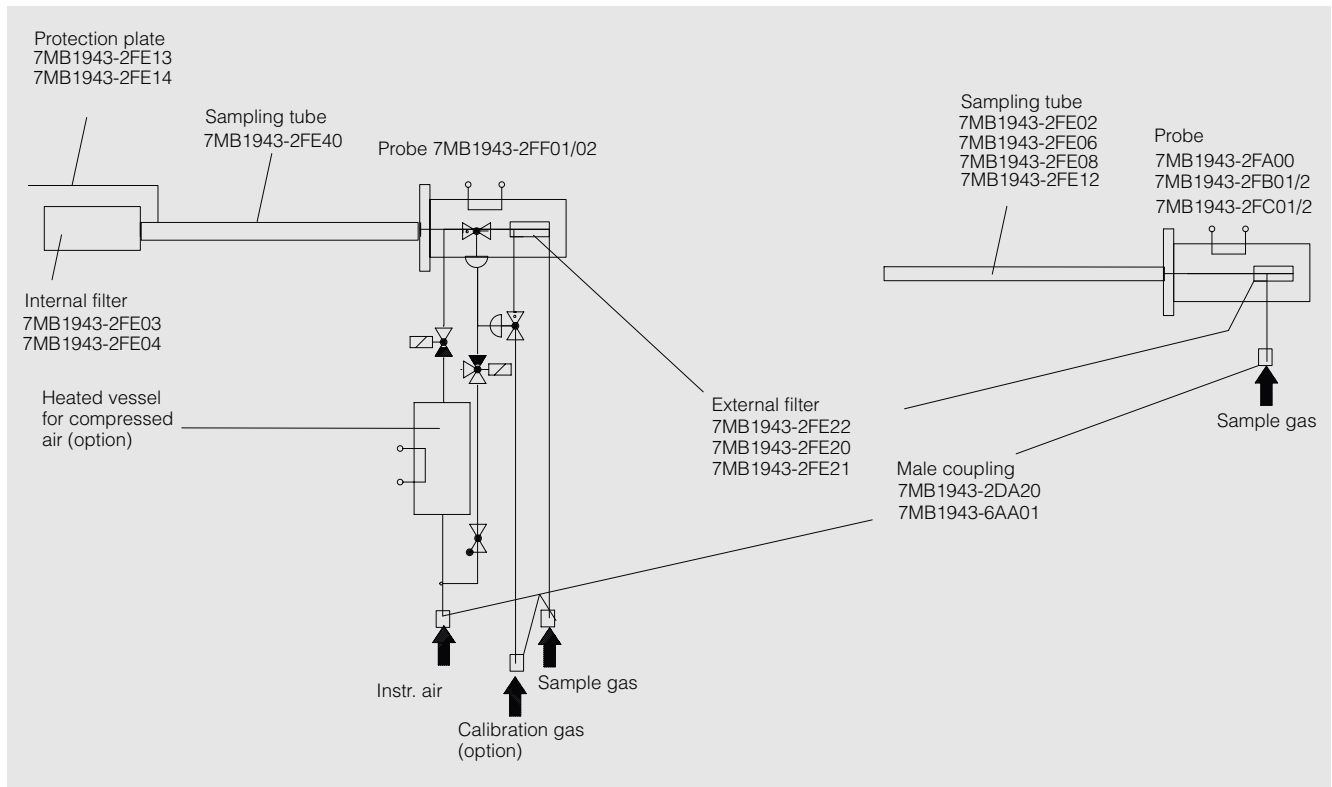 Protection plate
7MB1943-2FE13
7MB1943-2FE14
Sampling tube
7MB1943-2FE40
Probe 7MB1943-2FF01/02
Sampling tube
7MB1943-2FE02
7MB1943-2FE06
7MB1943-2FE08
7MB1943-2FE12
Probe
7MB1943-2FA00
7MB1943-2FB01/2
7MB1943-2FC01/2
Internal filter
7MB1943-2FE03
7MB1943-2FE04
Heated vessel
for compressed
air (option)
External filter
7MB1943-2FE22
7MB1943-2FE20
7MB1943-2FE21
Sample gas
Male coupling
7MB1943-2DA20
7MB1943-6AA01
Instr. air
Sample gas
Calibration gas
(option)